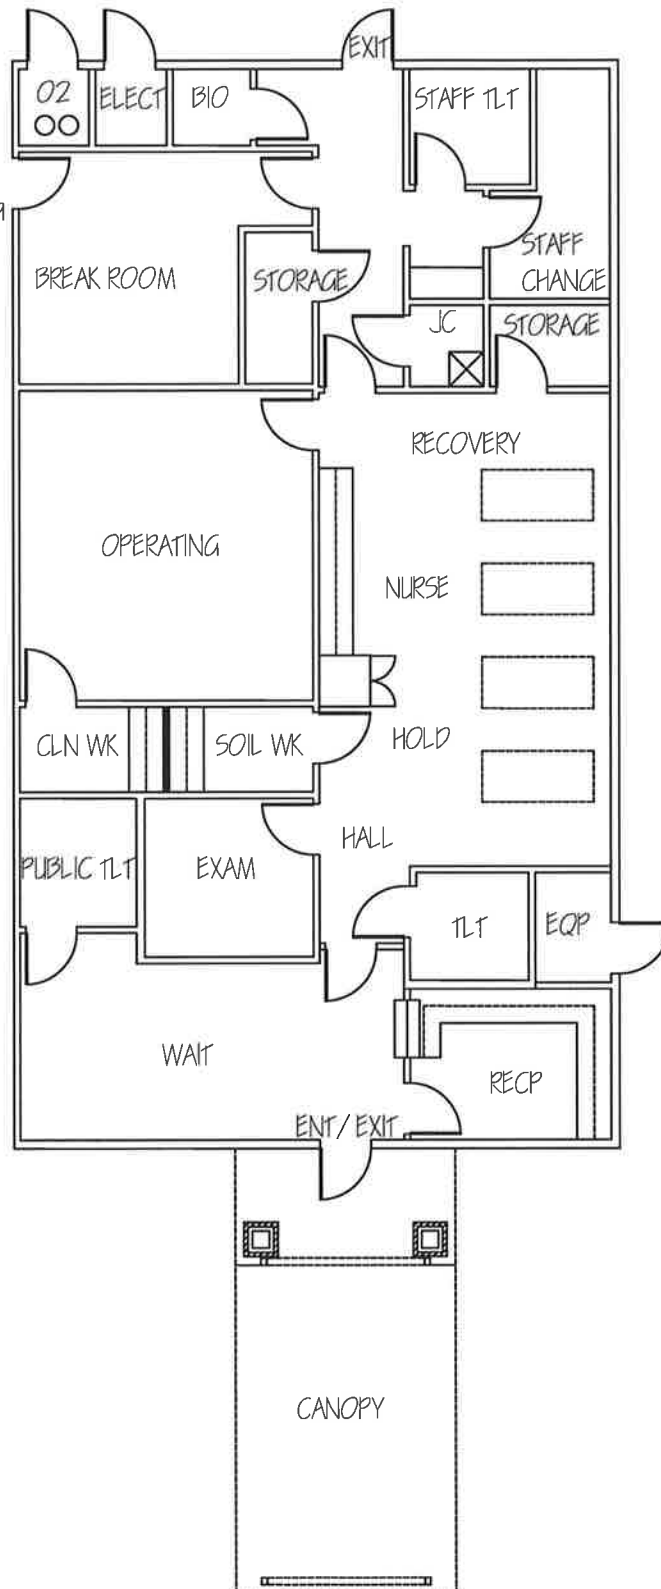 EXIT
O2
ELECT
BIO
STAFF TLT
BREAK ROOM
STORAGE
STAFF
CHANGE
JC
STORAGE
RECOVERY
OPERATING
NURSE
CLN WK
SOIL WK
HOLD
HALL
PUBLIC TLT
EXAM
TLT
EQP
WAIT
RECP
ENT / EXIT
CANOPY